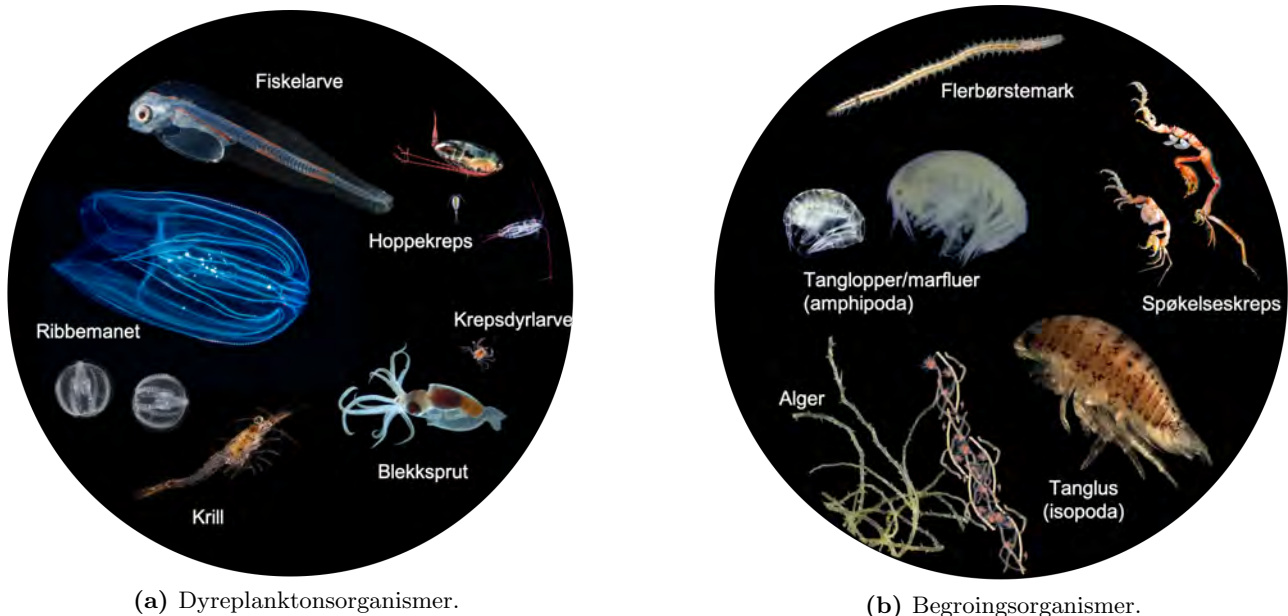 Fiskelarve
Hoppekreps
Ribbemanet
Krepsdyrlarve
Blekksprut
Krill
(a) Dyreplanktonsorganismer.
Flerbørstemark
Tanglopper/marfluer
(amphipoda)
Spøkelseskreps
Alger
Tanglus
(isopoda)
(b) Begroingsorganismer.